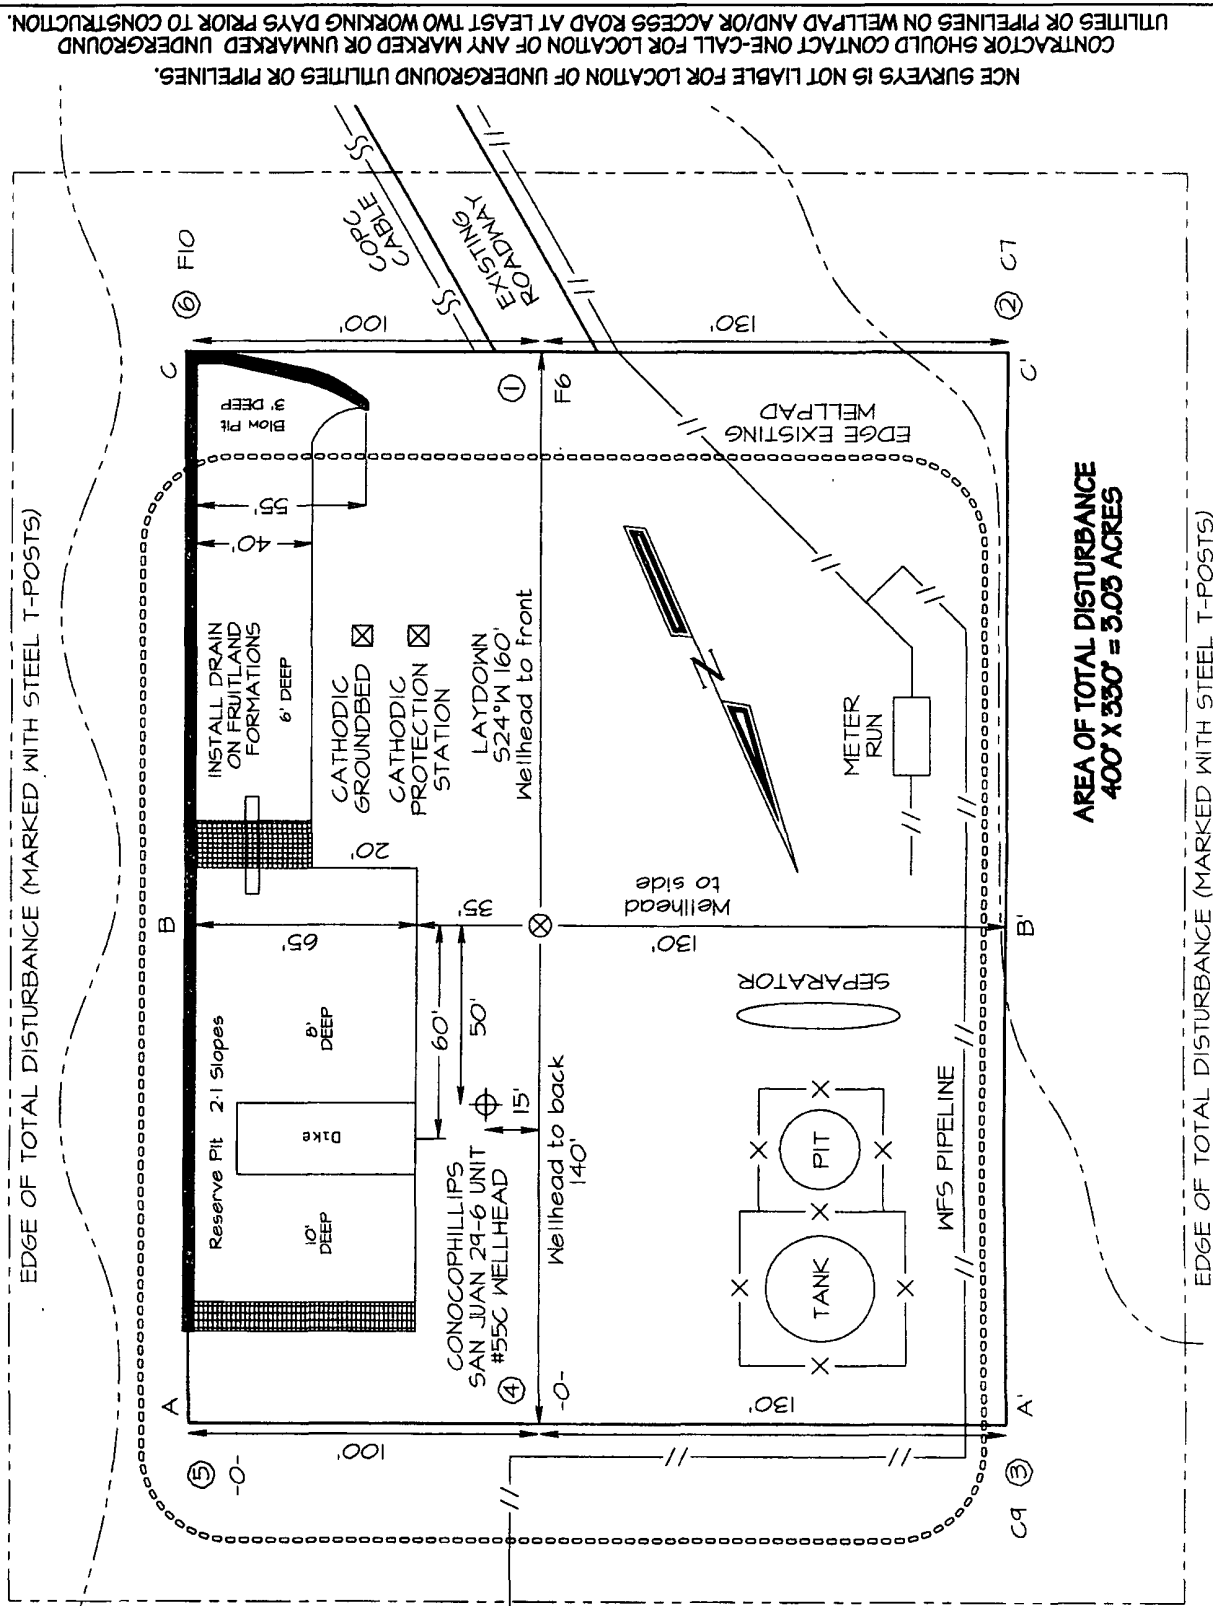 NCE SURVEYS IS NOT LIABLE FOR LOCATION OF UNDERGROUND UTILITIES OR PIPELINES.
CONTRACTOR SHOULD CONTACT ONE-CALL FOR LOCATION OF ANY MARKED OR UNMARKED UNDERGROUND
UTILITIES OR PIPELINES ON WELLPAD AND/OR ACCESS ROAD AT LEAST TWO WORKING DAYS PRIOR TO CONSTRUCTION.
EDGE OF TOTAL DISTURBANCE (MARKED WITH STEEL T-POSTS)
⑤
-0-
A
B
C
⑥ F10
100'
100'
Reserve Pit 2:1 Slopes
10'
DEEP
Dike
8'
DEEP
65'
INSTALL DRAIN
ON FRUITLAND
FORMATIONS
6' DEEP
40'
55'
Blow Pit
3' DEEP
20'
CATHODIC
GROUNDBED
CATHODIC
PROTECTION
STATION
COPC
CABLE
EXISTING
ROADWAY
SS
SS
SS
CONOCOPHILLIPS
SAN JUAN 29-6 UNIT
#55C WELLHEAD
60'
50'
15'
35'
LAYDOWN
S24°W 160'
Wellhead to front
④
-0-
Wellhead to back
140'
①
F6
130'
130'
130'
Wellhead
to side
N
EDGE EXISTING
WELLPAD
SEPARATOR
METER
RUN
TANK
PIT
WFS PIPELINE
C9 ③
A'
B'
C'
② C7
AREA OF TOTAL DISTURBANCE
400' X 330' = 3.03 ACRES
EDGE OF TOTAL DISTURBANCE (MARKED WITH STEEL T-POSTS)